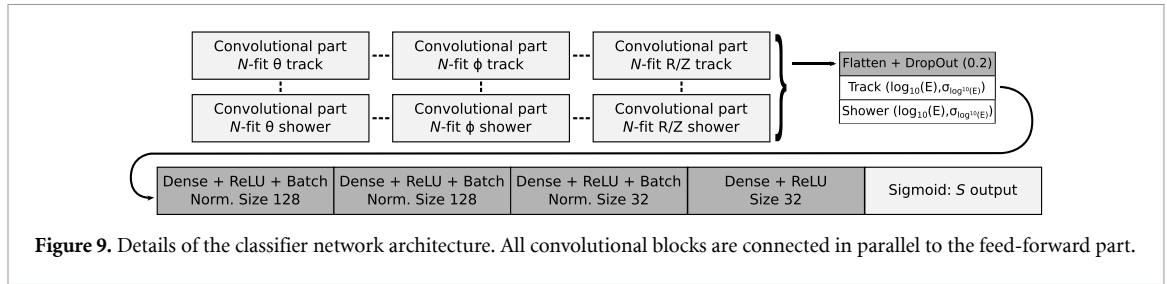 Convolutional part
N-fit θ track
Convolutional part
N-fit ϕ track
Convolutional part
N-fit R/Z track
Convolutional part
N-fit θ shower
Convolutional part
N-fit ϕ shower
Convolutional part
N-fit R/Z shower
Flatten + DropOut (0.2)
Track (log₁₀(E),σ_log¹⁰(E))
Shower (log₁₀(E),σ_log¹⁰(E))
Dense + ReLU + Batch
Norm. Size 128
Dense + ReLU + Batch
Norm. Size 128
Dense + ReLU + Batch
Norm. Size 32
Dense + ReLU
Size 32
Sigmoid: S output
Figure 9. Details of the classifier network architecture. All convolutional blocks are connected in parallel to the feed-forward part.